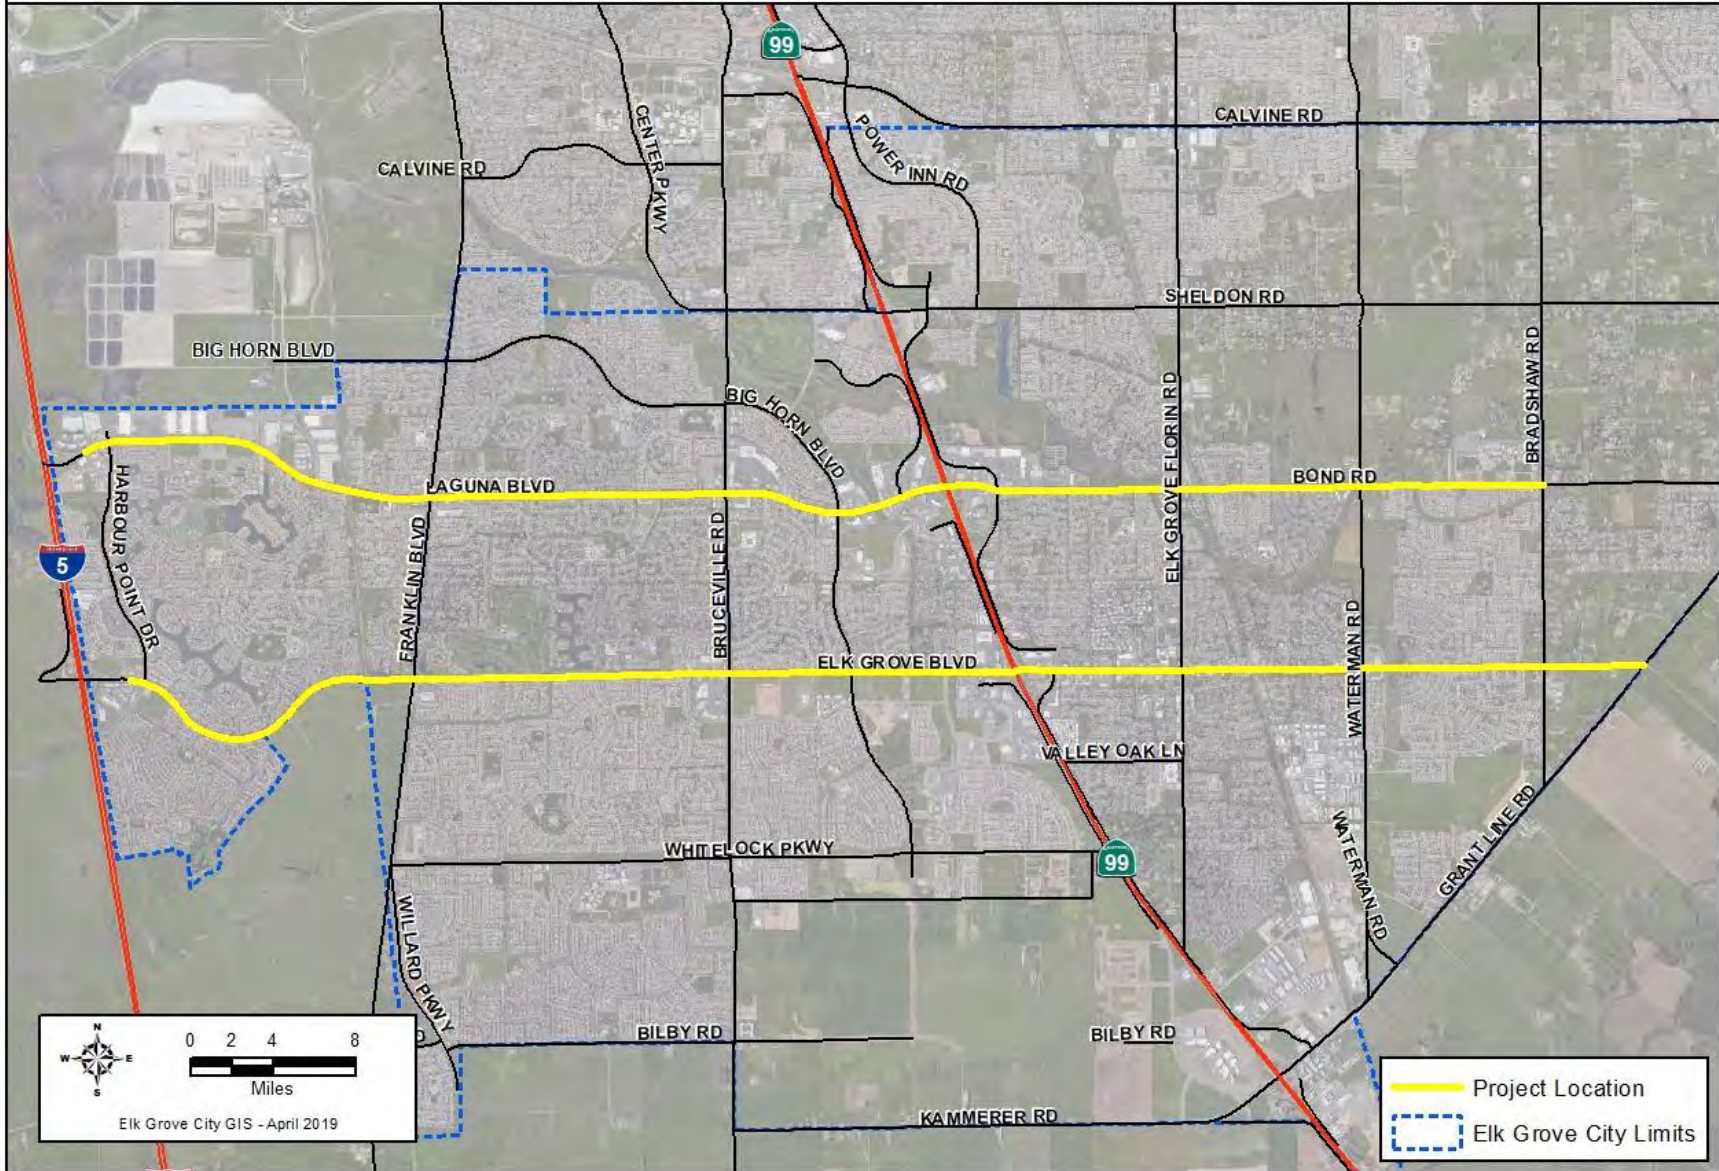 99
CALVINE RD
CENTER PKWY
POWER INN RD
CALVINE RD
SHELDON RD
BIG HORN BLVD
BIG HORN BLVD
BRADSHAW RD
ELK GROVE FLORIN RD
HARBOUR POINT DR
LAGUNA BLVD
BOND RD
5
FRANKLIN BLVD
BRUCEVILLE RD
WATERMAN RD
ELK GROVE BLVD
VALLEY OAK LN
WHITELOCK PKWY
99
WATERMAN RD
GRANT LINE RD
WILLARD PKWY
BILBY RD
BILBY RD
KAMMERER RD
N
W E
S
0 2 4 8
Miles
Elk Grove City GIS - April 2019
Project Location
Elk Grove City Limits